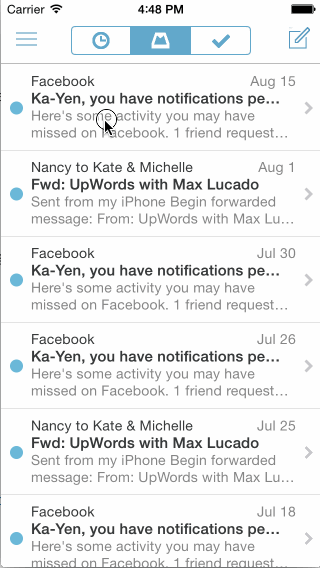 Carrier 4:48 PM
Facebook Aug 15
Ka-Yen, you have notifications pe...
Here's some activity you may have
missed on Facebook. 1 friend request...
Nancy to Kate & Michelle Aug 1
Fwd: UpWords with Max Lucado
Sent from my iPhone Begin forwarded
message: From: UpWords with Max Lu...
Facebook Jul 30
Ka-Yen, you have notifications pe...
Here's some activity you may have
missed on Facebook. 1 friend request...
Facebook Jul 26
Ka-Yen, you have notifications pe...
Here's some activity you may have
missed on Facebook. 1 friend request...
Nancy to Kate & Michelle Jul 25
Fwd: UpWords with Max Lucado
Sent from my iPhone Begin forwarded
message: From: UpWords with Max Lu...
Facebook Jul 18
Ka-Yen, you have notifications pe...
Here's some activity you may have
missed on Facebook. 1 friend request...